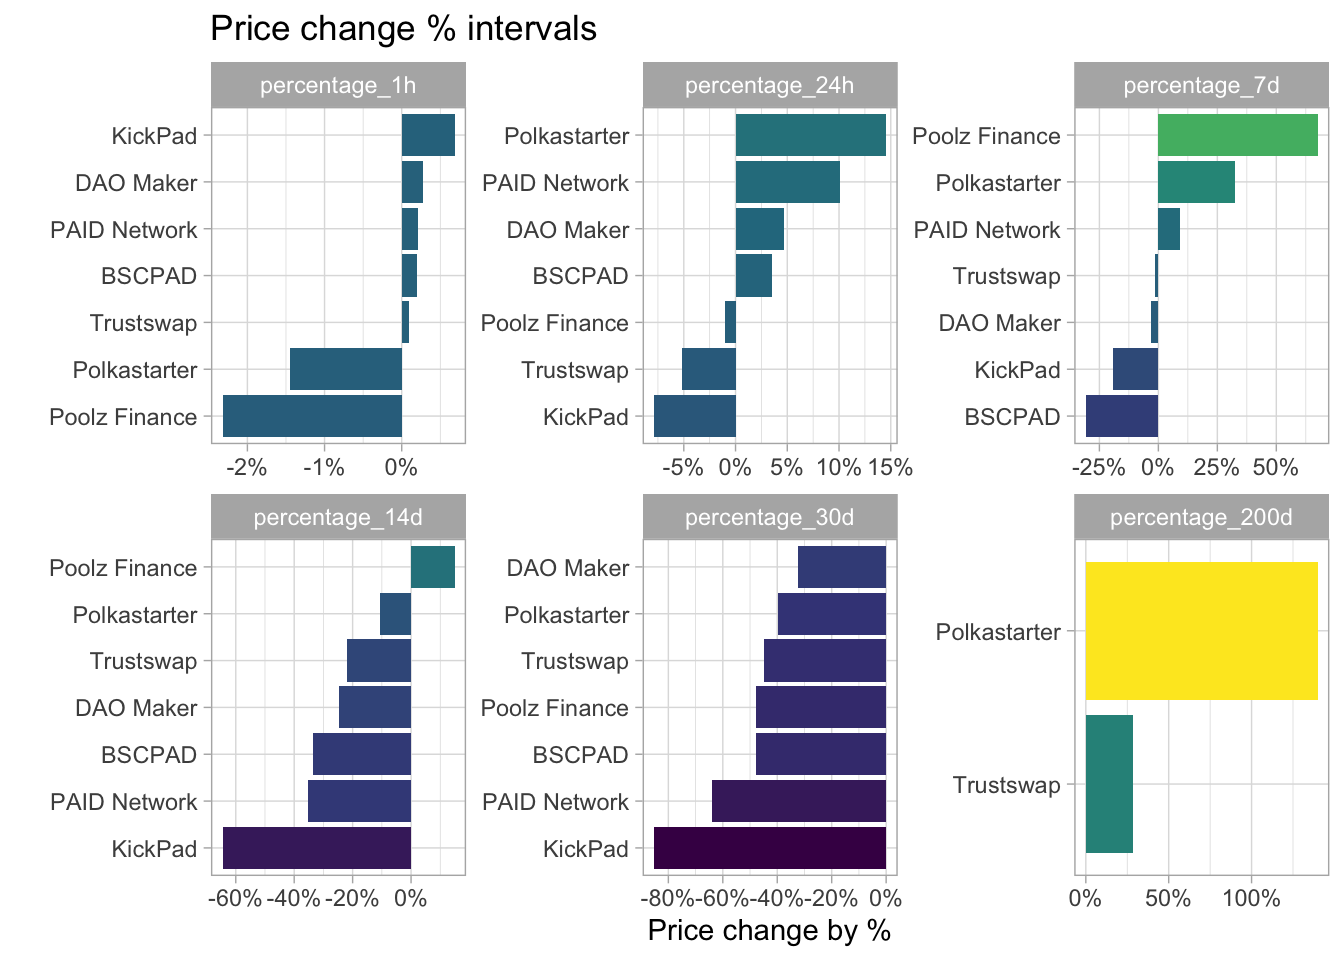 Price change % intervals
percentage_1h
KickPad
DAO Maker
PAID Network
BSCPAD
Trustswap
Polkastarter
Poolz Finance
-2% -1% 0%
percentage_24h
Polkastarter
PAID Network
DAO Maker
BSCPAD
Poolz Finance
Trustswap
KickPad
-5% 0% 5% 10% 15%
percentage_7d
Poolz Finance
Polkastarter
PAID Network
Trustswap
DAO Maker
KickPad
BSCPAD
-25% 0% 25% 50%
percentage_14d
Poolz Finance
Polkastarter
Trustswap
DAO Maker
BSCPAD
PAID Network
KickPad
-60% -40% -20% 0%
percentage_30d
DAO Maker
Polkastarter
Trustswap
Poolz Finance
BSCPAD
PAID Network
KickPad
-80% -60% -40% -20% 0%
percentage_200d
Polkastarter
Trustswap
0% 50% 100%
Price change by %